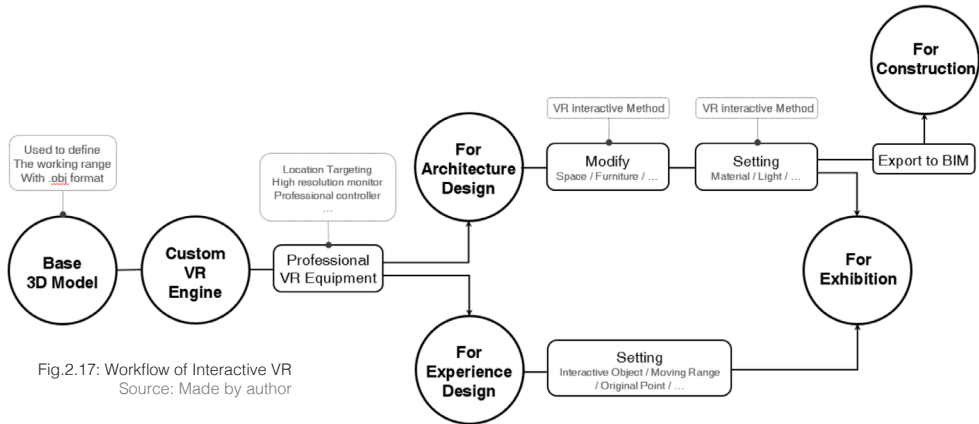 For
Construction
VR interactive Method
VR interactive Method
Used to define
The working range
With .obj format
Location Targeting
High resolution monitor
Professional controller
...
For
Architecture
Design
Modify
Space / Furniture / ...
Setting
Material / Light / ...
Export to BIM
Base
3D Model
Custom
VR
Engine
Professional
VR Equipment
For
Exhibition
For
Experience
Design
Setting
Interactive Object / Moving Range
/ Original Point / ...
Fig.2.17: Workflow of Interactive VR
Source: Made by author